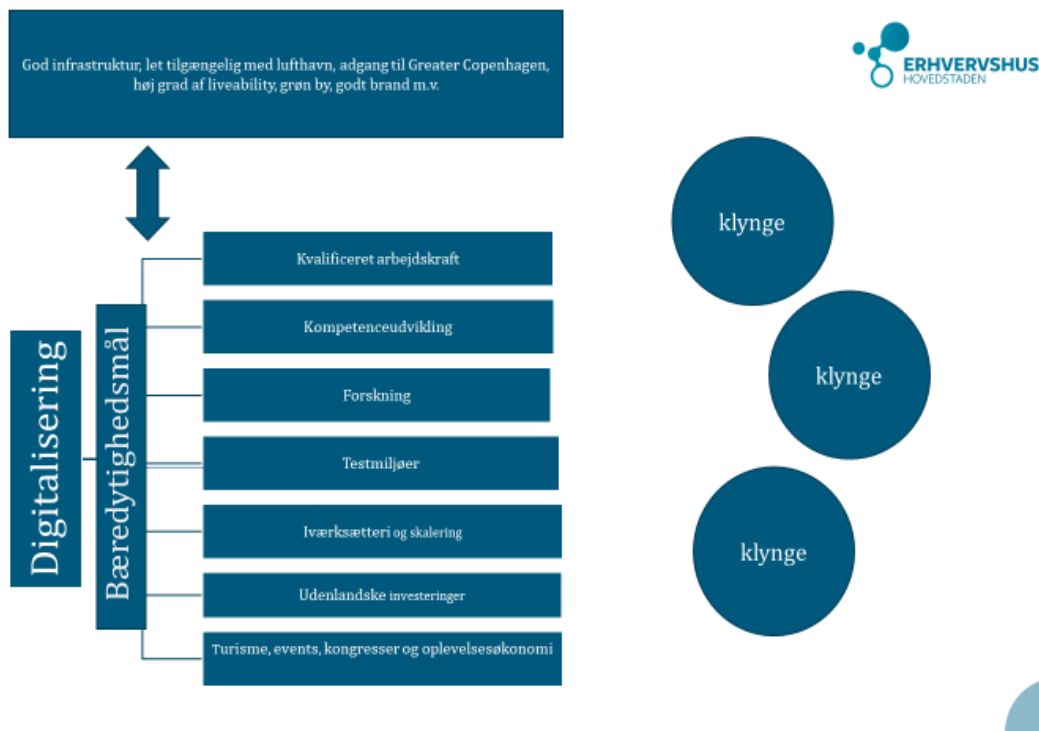 God infrastruktur, let tilgængelig med lufthavn, adgang til Greater Copenhagen,
høj grad af liveability, grøn by, godt brand m.v.
ERHVERVSHUS
HOVEDSTADEN
Digitalisering
Bæredytighedsmål
Kvalificeret arbejdskraft
Kompetenceudvikling
Forskning
Testmiljøer
Iværksætteri og skalering
Udenlandske investeringer
Turisme, events, kongresser og oplevelsesøkonomi
klynge
klynge
klynge